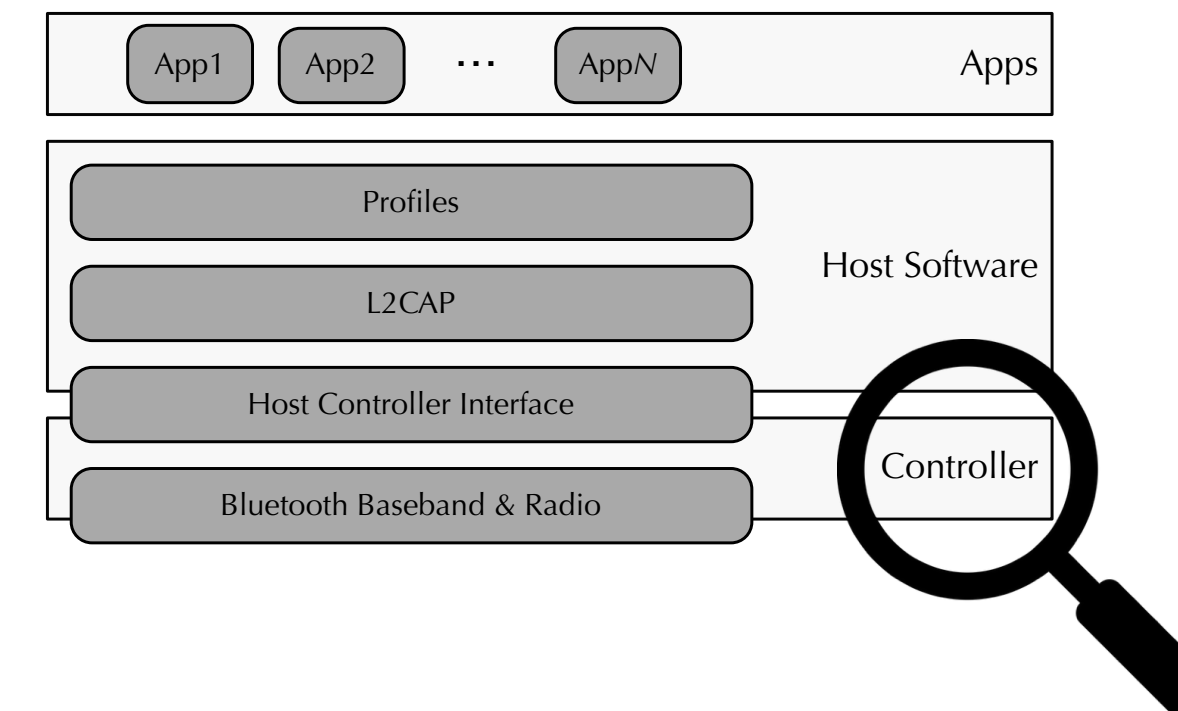 App1 App2 ... AppN Apps
Profiles
Host Software
L2CAP
Host Controller Interface
Controller
Bluetooth Baseband & Radio